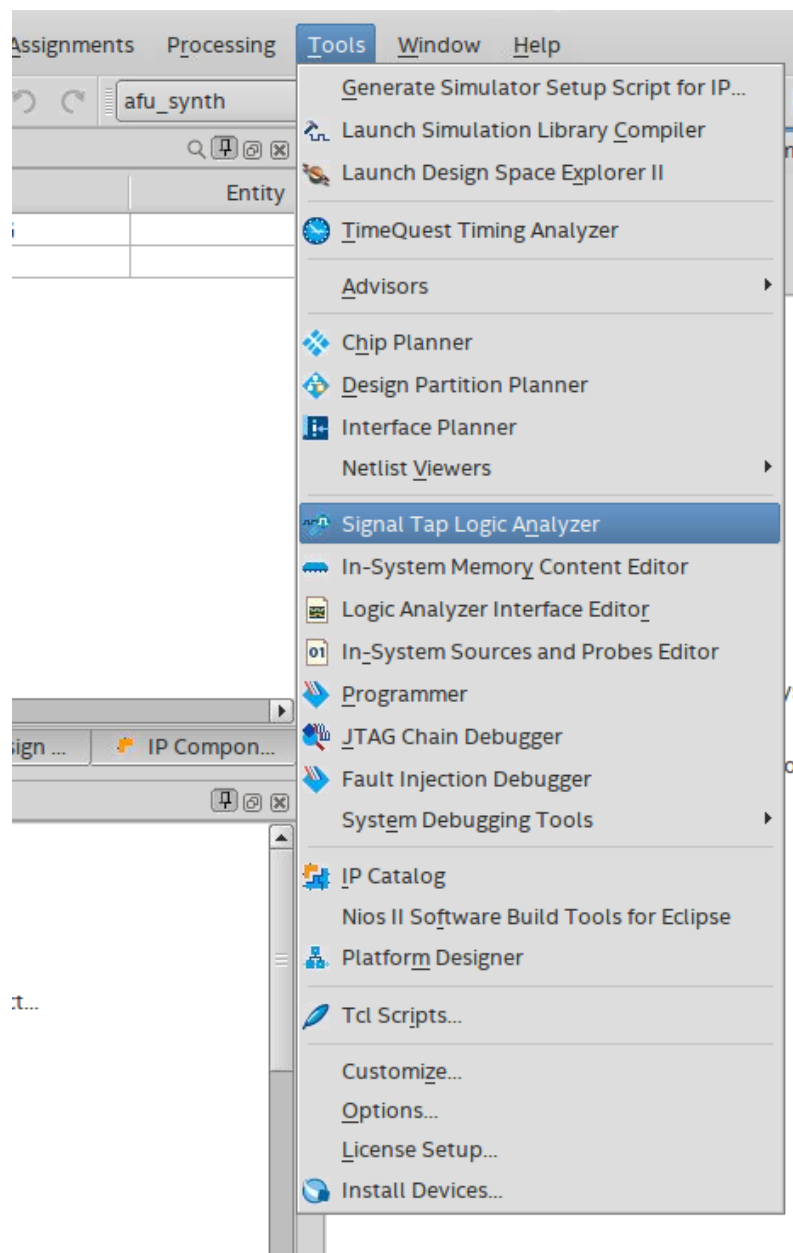 Assignments Processing Tools Window Help
afu_synth
Entity
Generate Simulator Setup Script for IP...
Launch Simulation Library Compiler
Launch Design Space Explorer II
TimeQuest Timing Analyzer
Advisors
Chip Planner
Design Partition Planner
Interface Planner
Netlist Viewers
Signal Tap Logic Analyzer
In-System Memory Content Editor
Logic Analyzer Interface Editor
In-System Sources and Probes Editor
Programmer
JTAG Chain Debugger
Fault Injection Debugger
System Debugging Tools
IP Catalog
Nios II Software Build Tools for Eclipse
Platform Designer
Tcl Scripts...
Customize...
Options...
License Setup...
Install Devices...
sign ... IP Compon...
ct...